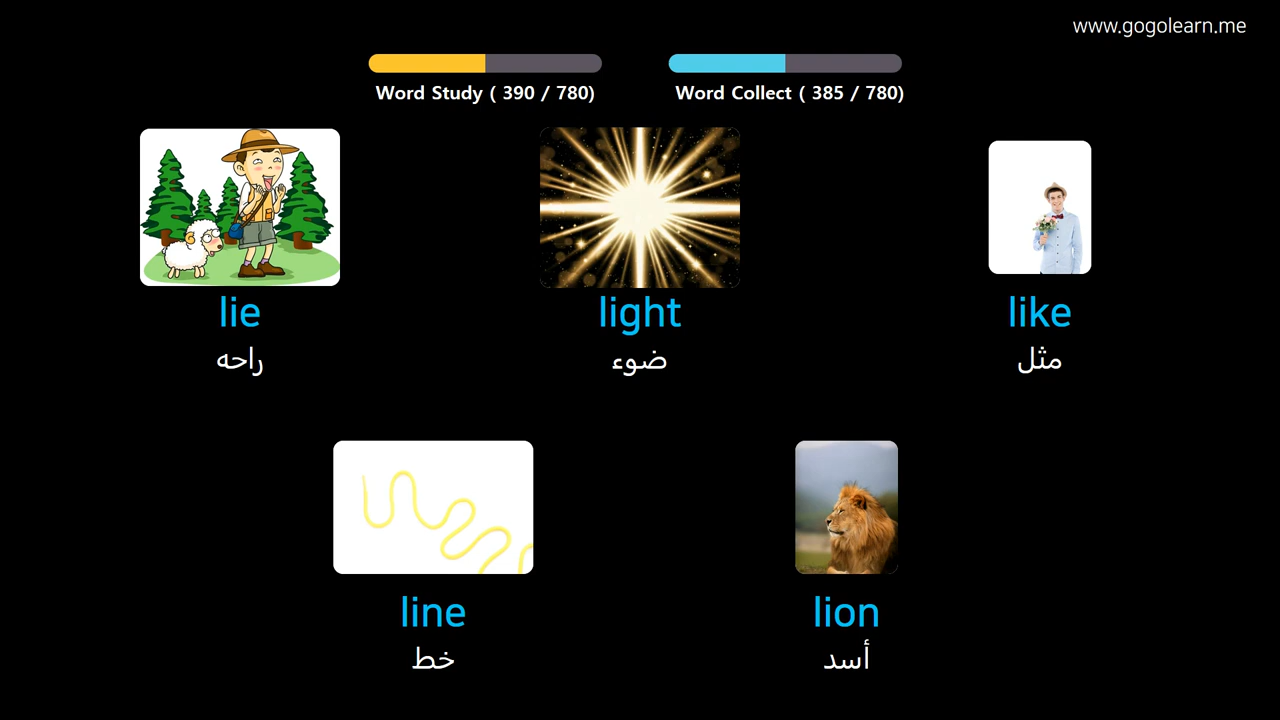 www.gogolearn.me
Word Study ( 390 / 780)
Word Collect ( 385 / 780)
lie
راحه
light
ضوء
like
مثل
line
خط
lion
أسد